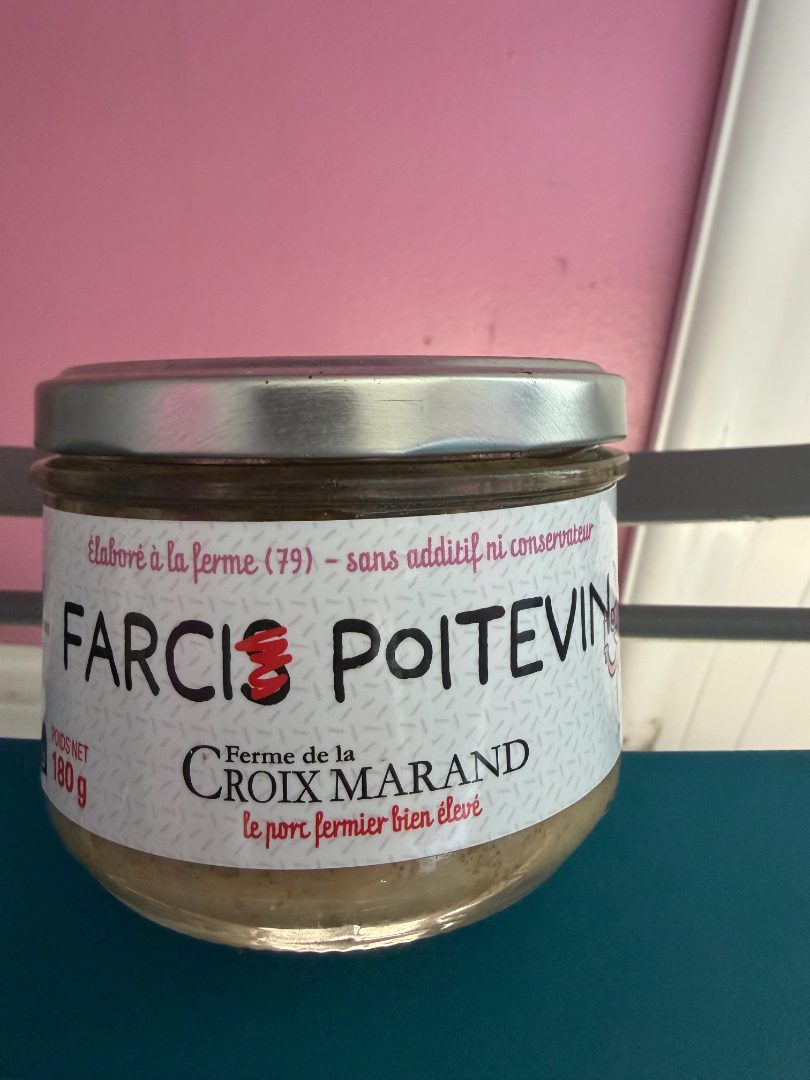 élaboré à la ferme (79) - sans additif ni conservateur
FARCIS POITEVIN
POIDS NET
180 g
Ferme de la
CROIX MARAND
le porc fermier bien élevé